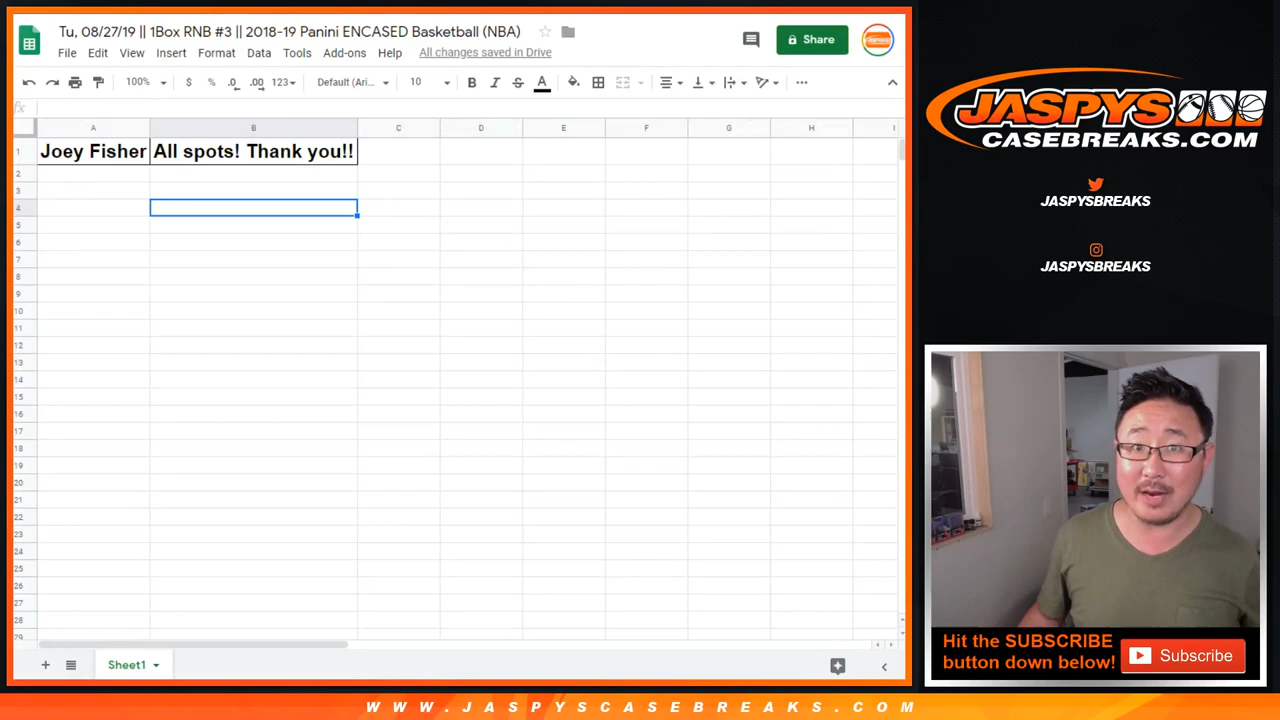 Tu, 08/27/19 || 1Box RNB #3 || 2018-19 Panini ENCASED Basketball (NBA)
File Edit View Insert Format Data Tools Add-ons Help All changes saved in Drive
Share
100% $ % .0 .00 123 Default (Ari... 10 B I S A
fx
A B C D E F G H I
1 Joey Fisher All spots! Thank you!!
2
3
4
5
6
7
8
9
10
11
12
13
14
15
16
17
18
19
20
21
22
23
24
25
26
27
28
29
Sheet1
JASPYS
CASEBREAKS.COM
JASPYSBREAKS
JASPYSBREAKS
Hit the SUBSCRIBE
button down below!
Subscribe
WWW.JASPYSCASEBREAKS.COM